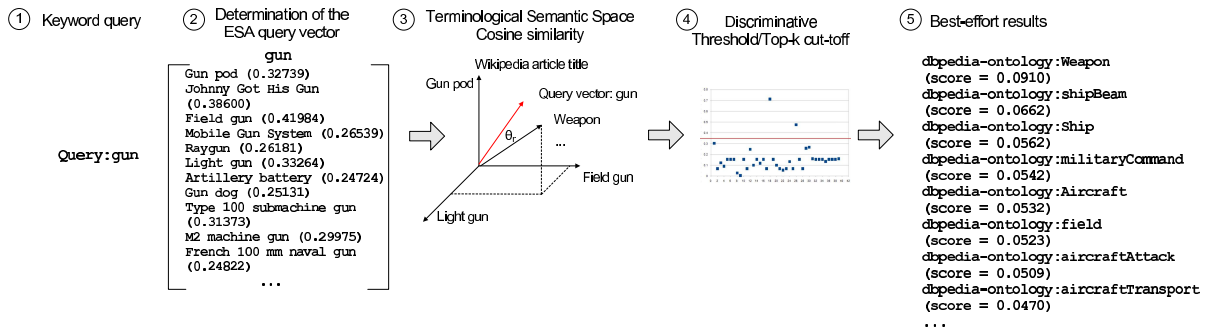 1 Keyword query
Query:gun
2 Determination of the
ESA query vector
gun
Gun pod (0.32739)
Johnny Got His Gun
(0.38600)
Field gun (0.41984)
Mobile Gun System (0.26539)
Raygun (0.26181)
Light gun (0.33264)
Artillery battery (0.24724)
Gun dog (0.25131)
Type 100 submachine gun
(0.31373)
M2 machine gun (0.29975)
French 100 mm naval gun
(0.24822)
...
3 Terminological Semantic Space
Cosine similarity
Wikipedia article title
Gun pod
Query vector: gun
Weapon
θr
...
Field gun
Light gun
4 Discriminative
Threshold/Top-k cut-off
5 Best-effort results
dbpedia-ontology:Weapon
(score = 0.0910)
dbpedia-ontology:shipBeam
(score = 0.0662)
dbpedia-ontology:Ship
(score = 0.0562)
dbpedia-ontology:militaryCommand
(score = 0.0542)
dbpedia-ontology:Aircraft
(score = 0.0532)
dbpedia-ontology:field
(score = 0.0523)
dbpedia-ontology:aircraftAttack
(score = 0.0509)
dbpedia-ontology:aircraftTransport
(score = 0.0470)
...